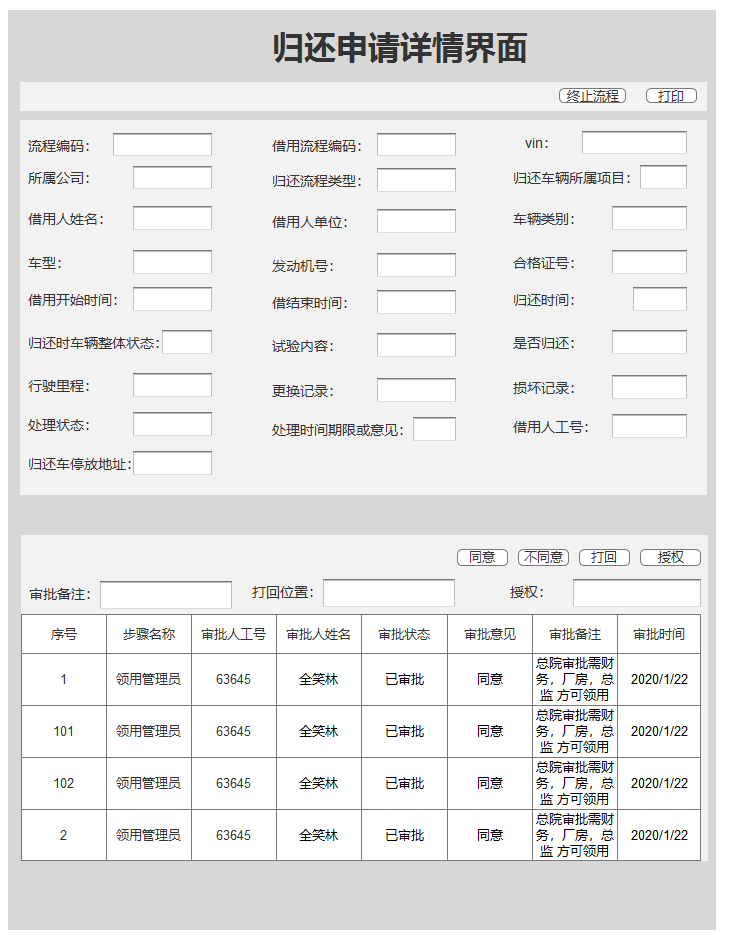 归还申请详情界面
终止流程 打印
流程编码： 借用流程编码： vin：
所属公司： 归还流程类型： 归还车辆所属项目：
借用人姓名： 借用人单位： 车辆类别：
车型： 发动机号： 合格证号：
借用开始时间： 借结束时间： 归还时间：
归还时车辆整体状态： 试验内容： 是否归还：
行驶里程： 更换记录： 损坏记录：
处理状态： 处理时间期限或意见： 借用人工号：
归还车停放地址：
同意 不同意 打回 授权
审批备注： 打回位置： 授权：
序号 步骤名称 审批人工号 审批人姓名 审批状态 审批意见 审批备注 审批时间
1 领用管理员 63645 全笑林 已审批 同意 总院审批需财
务，厂房，总
监 方可领用 2020/1/22
101 领用管理员 63645 全笑林 已审批 同意 总院审批需财
务，厂房，总
监 方可领用 2020/1/22
102 领用管理员 63645 全笑林 已审批 同意 总院审批需财
务，厂房，总
监 方可领用 2020/1/22
2 领用管理员 63645 全笑林 已审批 同意 总院审批需财
务，厂房，总
监 方可领用 2020/1/22